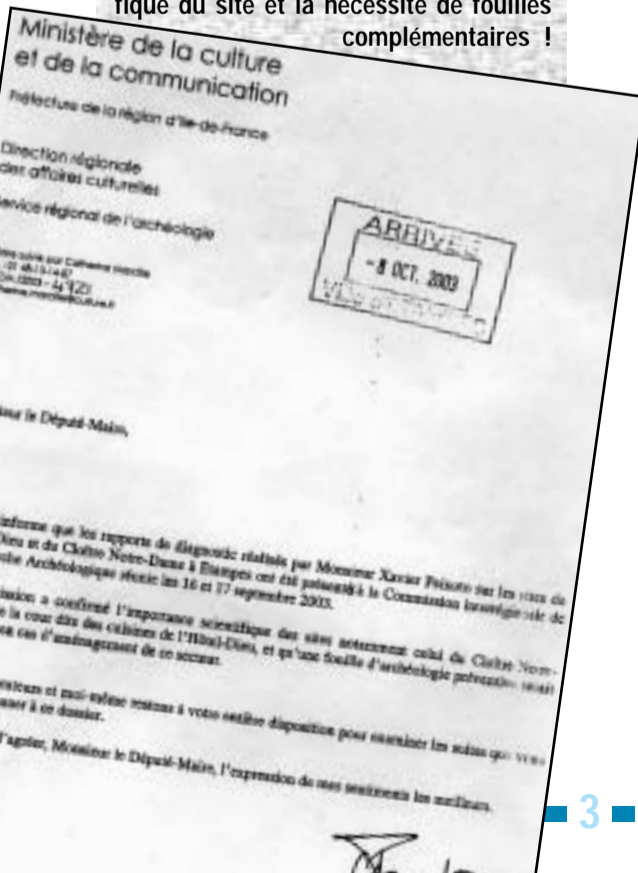 fique du site et la nécessité de fouilles
complémentaires !
Ministère de la culture
et de la communication
Préfecture de la région d'Ile-de-France
Direction régionale
des affaires culturelles
Service régional de l'archéologie
suivie par Catherine
ARRIVÉE
- 8 OCT. 2003
le Député-Maire,
informe que les rapports de diagnostic réalisés par Monsieur Xavier Peixoto sur les sites de
Dieu et du Cloître Notre-Dame à Etampes ont été présentés à la Commission Interrégionale de
Archéologique réunie les 16 et 17 septembre 2003.
a confirmé l'importance scientifique des sites notamment celui du Cloître Notre-
la cour dite des cuisines de l'Hôtel-Dieu, et qu'une fouille d'archéologie préventive serait
en cas d'aménagement de ce secteur.
et moi-même restons à votre entière disposition pour examiner les suites que vous
à ce dossier.
d'agréer, Monsieur le Député-Maire, l'expression de mes sentiments les meilleurs.
3